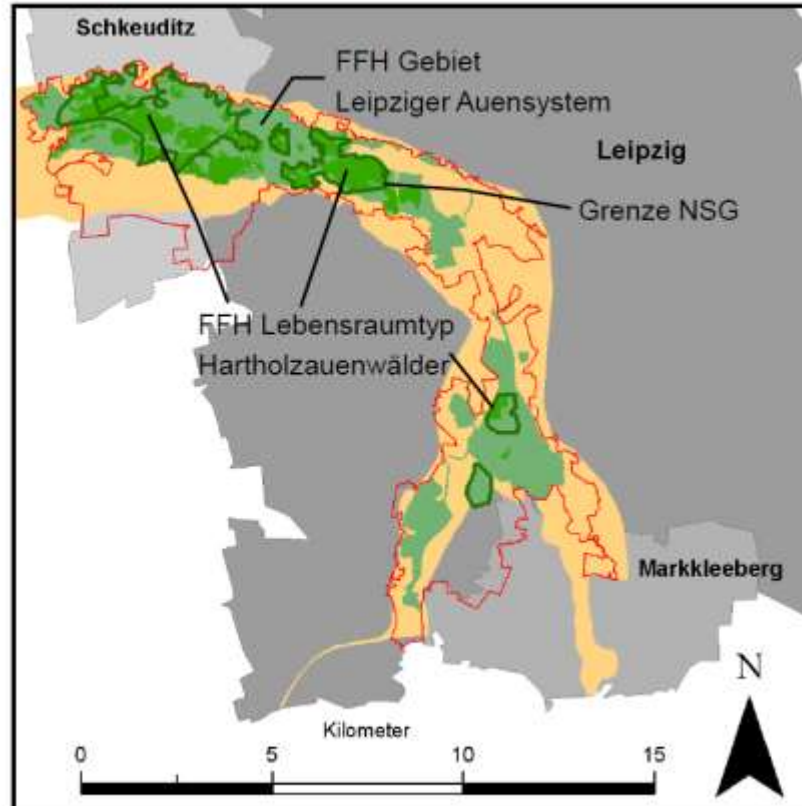 Schkeuditz
FFH Gebiet
Leipziger Auensystem
Leipzig
Grenze NSG
FFH Lebensraumtyp
Hartholzauenwälder
Markkleeberg
N
Kilometer
0 5 10 15